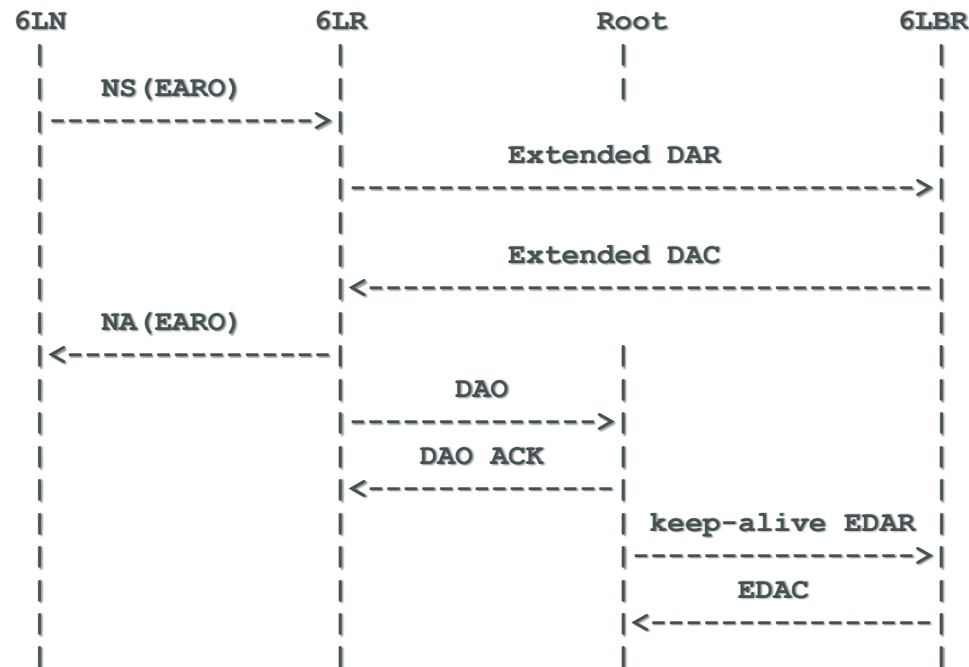 6LN 6LR Root 6LBR
NS(EARO)
Extended DAR
Extended DAC
NA(EARO)
DAO
DAO ACK
keep-alive EDAR
EDAC